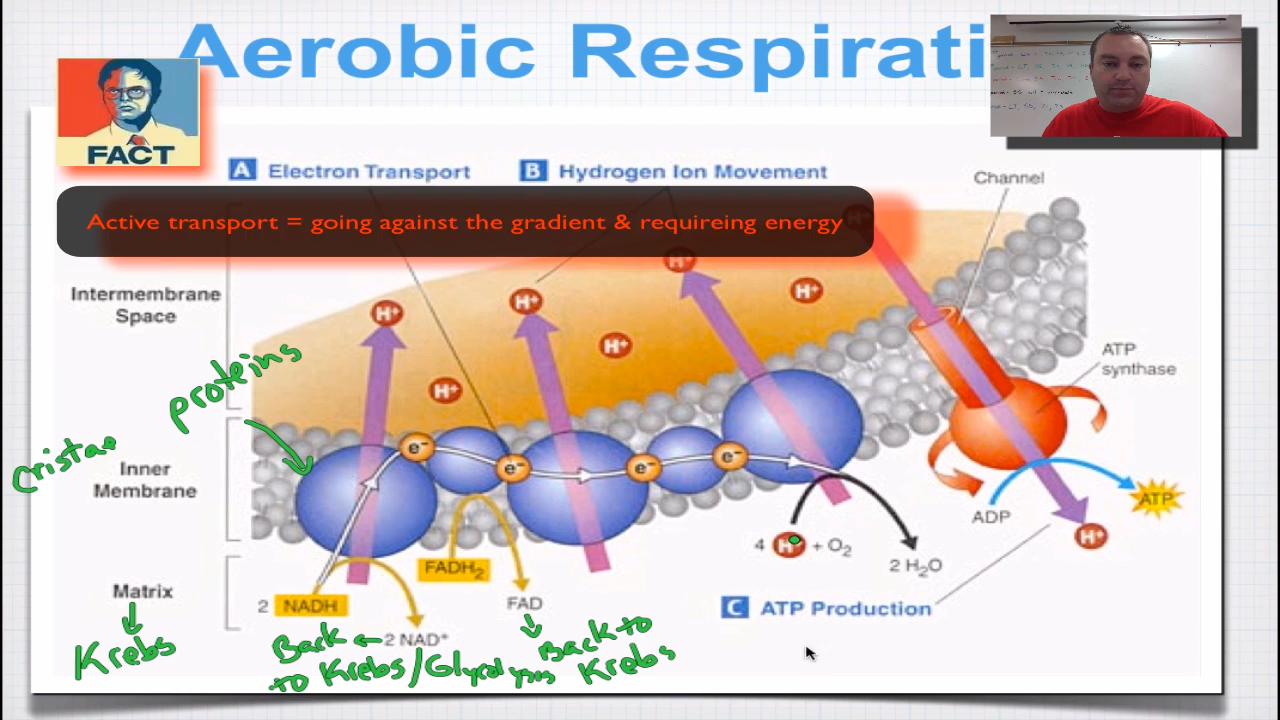 Aerobic Respirati
FACT
A Electron Transport
B Hydrogen Ion Movement
Channel
Active transport = going against the gradient & requireing energy
H+
H+
H+
H+
H+
H+
Intermembrane
Space
ATP
synthase
proteins
cristae
Inner
Membrane
e-
e-
e-
e-
ADP
ATP
H+
4 H+ + O2
2 H2O
FADH2
FAD
Matrix
2 NADH
2 NAD+
C ATP Production
Krebs
Back
to Krebs/Glycolysis
Back to
Krebs